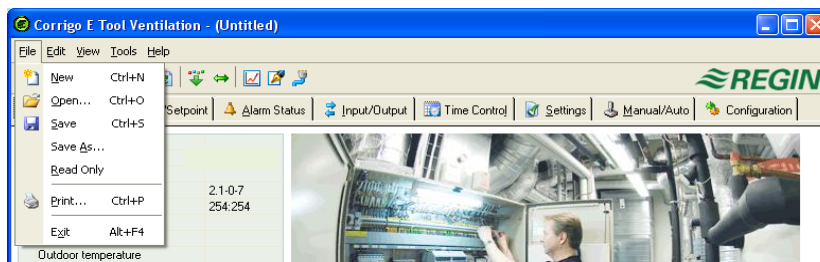 Corrigo E Tool Ventilation - (Untitled)
File Edit View Tools Help
New Ctrl+N
Open... Ctrl+O
Save Ctrl+S
Save As...
Read Only
Print... Ctrl+P
Exit Alt+F4
REGIN
Setpoint Alarm Status Input/Output Time Control Settings Manual/Auto Configuration
2.1-0-7
254:254
Outdoor temperature